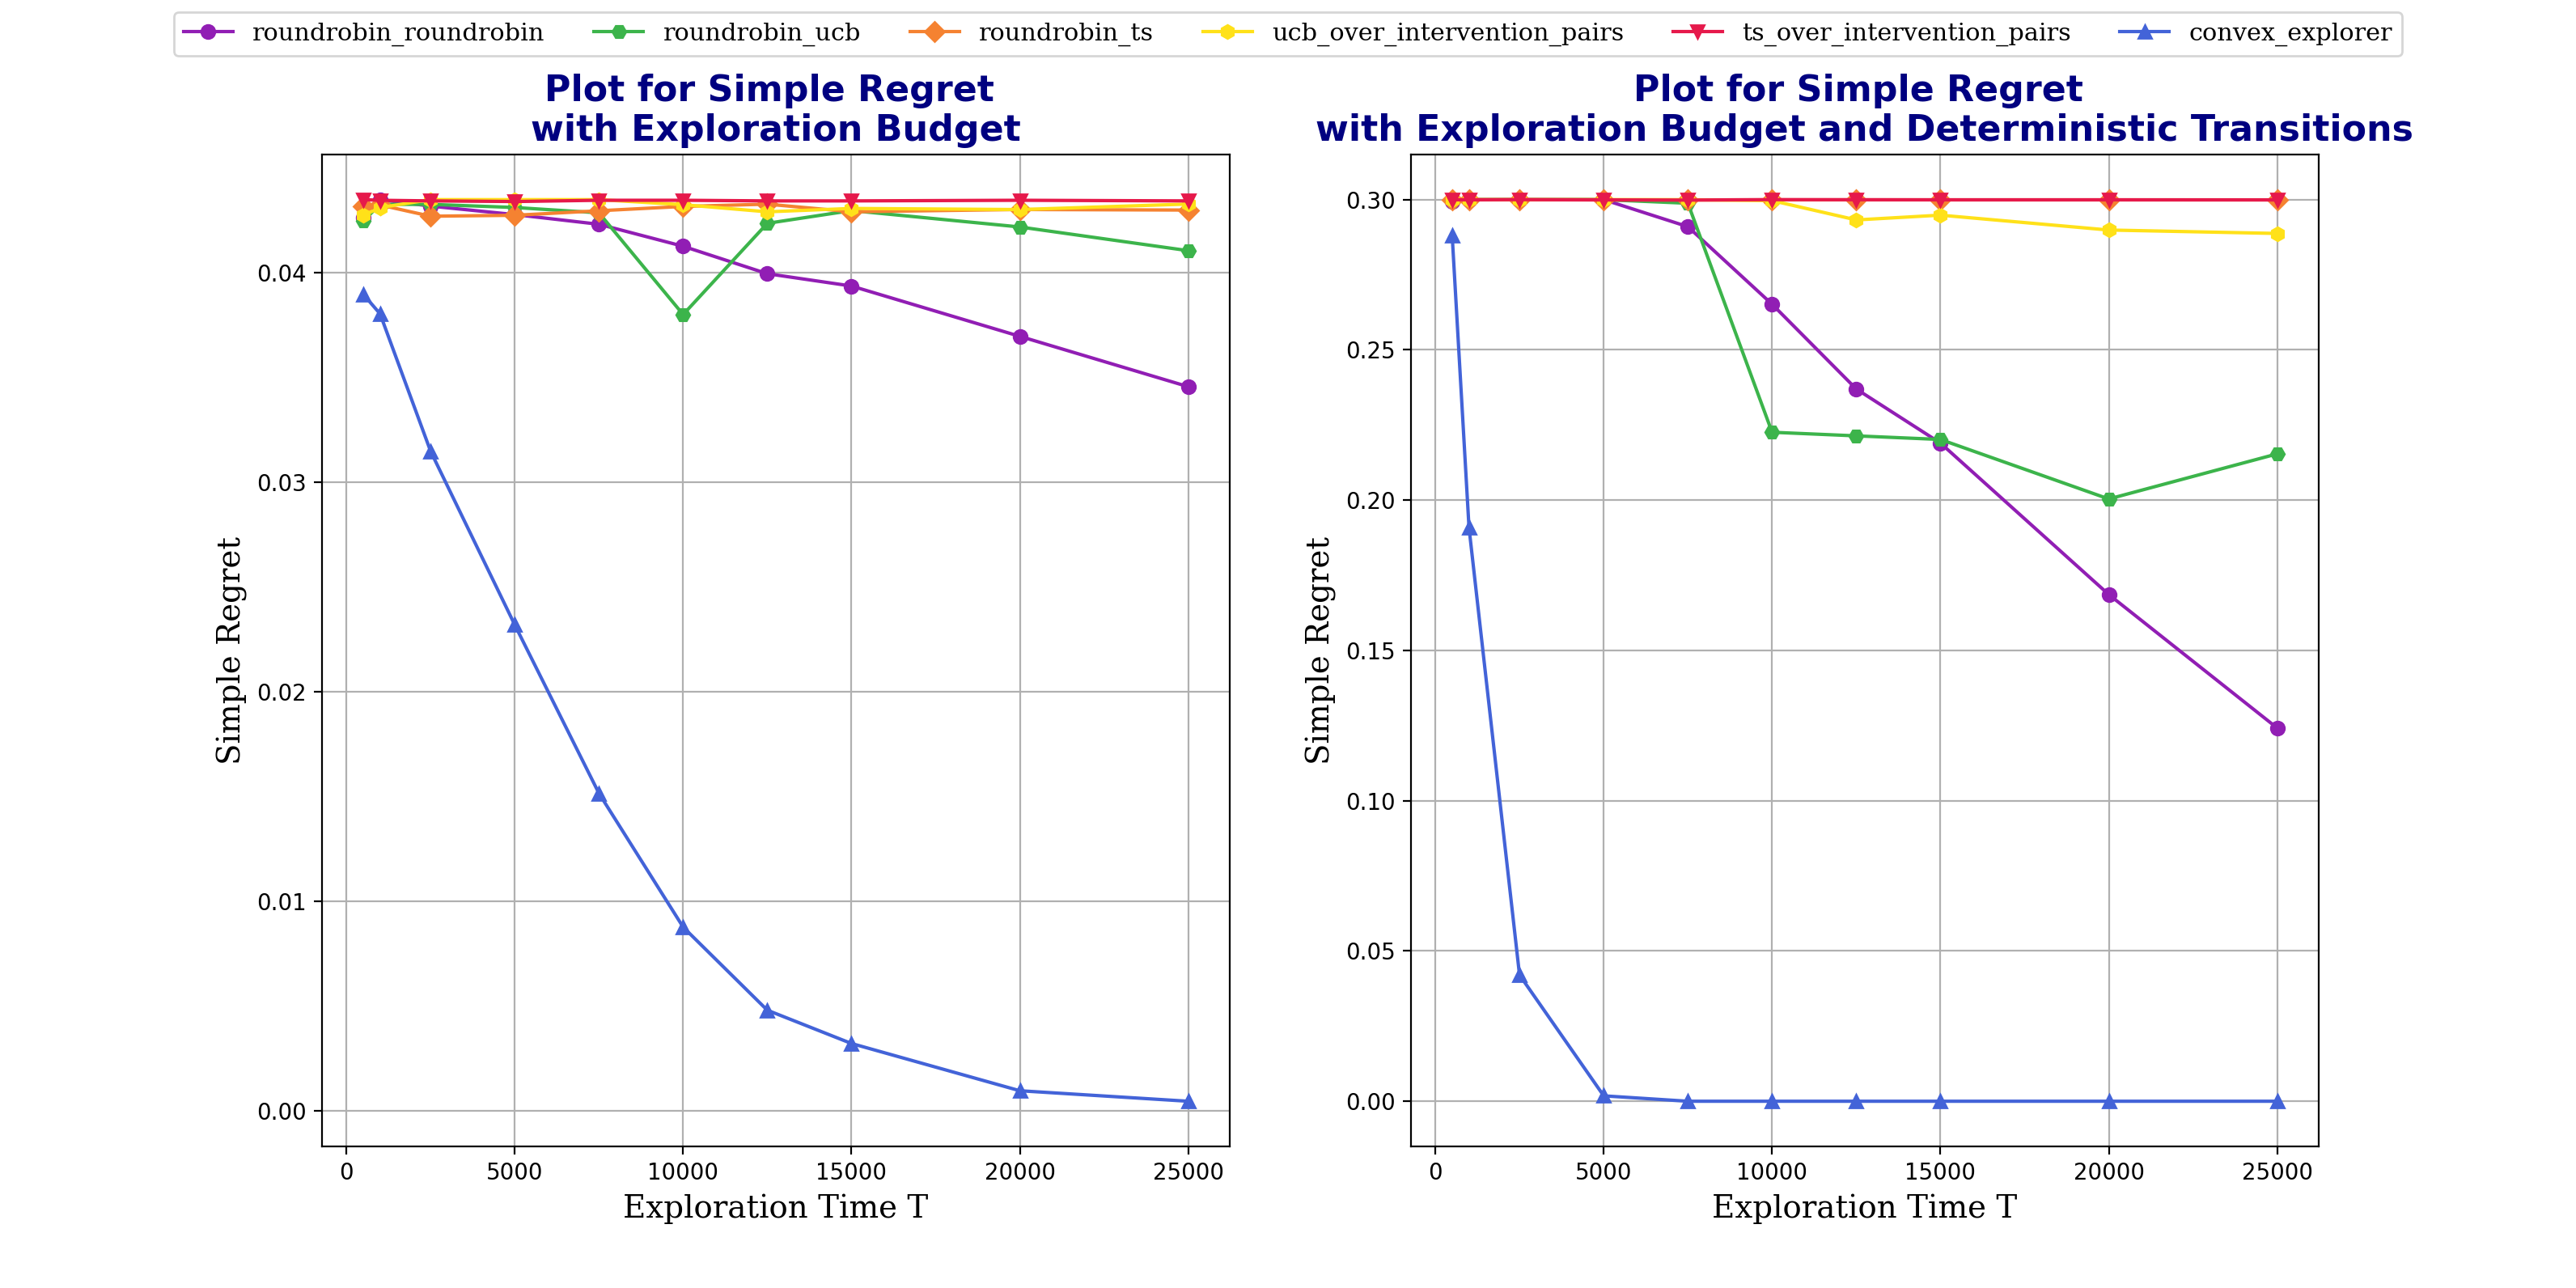 roundrobin_roundrobin roundrobin_ucb roundrobin_ts ucb_over_intervention_pairs ts_over_intervention_pairs convex_explorer
Plot for Simple Regret
with Exploration Budget
Simple Regret
0.04
0.03
0.02
0.01
0.00
0 5000 10000 15000 20000 25000
Exploration Time T
Plot for Simple Regret
with Exploration Budget and Deterministic Transitions
Simple Regret
0.30
0.25
0.20
0.15
0.10
0.05
0.00
0 5000 10000 15000 20000 25000
Exploration Time T